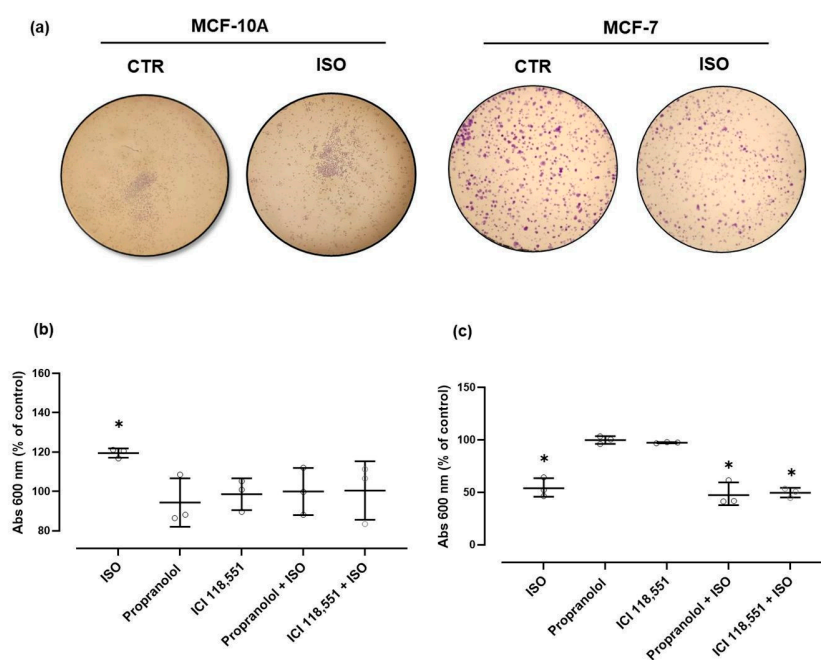 (a)
MCF-10A
MCF-7
CTR
ISO
CTR
ISO
(b)
Abs 600 nm (% of control)
160
140
120
100
80
*
ISO
Propranolol
ICI 118,551
Propranolol + ISO
ICI 118,551 + ISO
(c)
Abs 600 nm (% of control)
150
100
50
0
*
*
*
ISO
Propranolol
ICI 118,551
Propranolol + ISO
ICI 118,551 + ISO